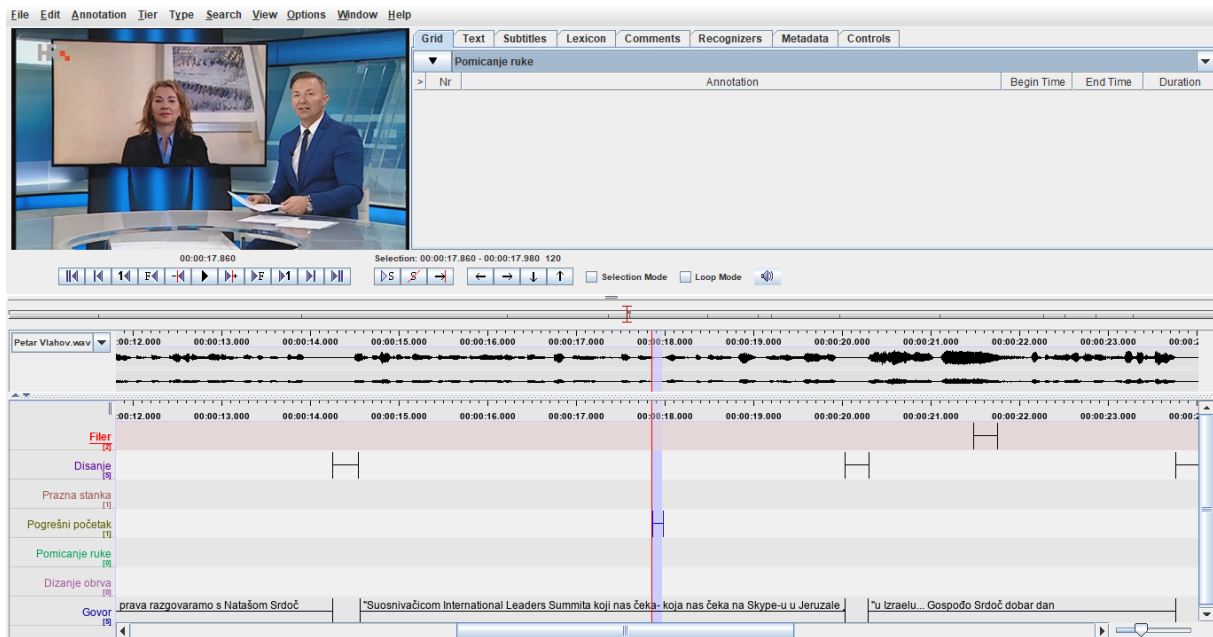 File Edit Annotation Tier Type Search View Options Window Help
HR
Grid Text Subtitles Lexicon Comments Recognizers Metadata Controls
▼ Pomicanje ruke
> Nr Annotation Begin Time End Time Duration
00:00:17.860
Selection: 00:00:17.860 - 00:00:17.980 120
1 F F 1 S S Selection Mode Loop Mode
Petar Vlahov.wav
:00:12.000 00:00:13.000 00:00:14.000 00:00:15.000 00:00:16.000 00:00:17.000 00:00:18.000 00:00:19.000 00:00:20.000 00:00:21.000 00:00:22.000 00:00:23.000 00:00:2
:00:12.000 00:00:13.000 00:00:14.000 00:00:15.000 00:00:16.000 00:00:17.000 00:00:18.000 00:00:19.000 00:00:20.000 00:00:21.000 00:00:22.000 00:00:23.000 00:00:2
Filer
[2]
Disanje
[5]
Prazna stanka
[1]
Pogrešni početak
[1]
Pomicanje ruke
[0]
Dizanje obrva
[0]
Govor
[5]
prava razgovaramo s Natašom Srdoč
"Suosnivačicom International Leaders Summita koji nas čeka- koja nas čeka na Skype-u u Jeruzale
"u Izraelu... Gospođo Srdoč dobar dan